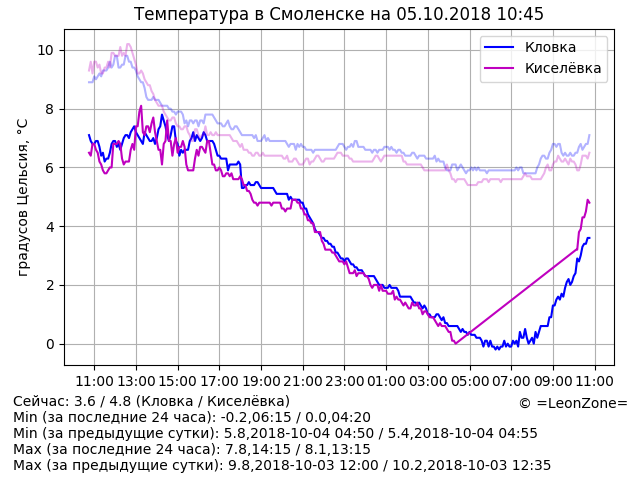 Температура в Смоленске на 05.10.2018 10:45
Кловка
Киселёвка
градусов Цельсия, °C
10
8
6
4
2
0
11:00 13:00 15:00 17:00 19:00 21:00 23:00 01:00 03:00 05:00 07:00 09:00 11:00
Сейчас: 3.6 / 4.8 (Кловка / Киселёвка)
© =LeonZone=
Min (за последние 24 часа): -0.2,06:15 / 0.0,04:20
Min (за предыдущие сутки): 5.8,2018-10-04 04:50 / 5.4,2018-10-04 04:55
Max (за последние 24 часа): 7.8,14:15 / 8.1,13:15
Max (за предыдущие сутки): 9.8,2018-10-03 12:00 / 10.2,2018-10-03 12:35